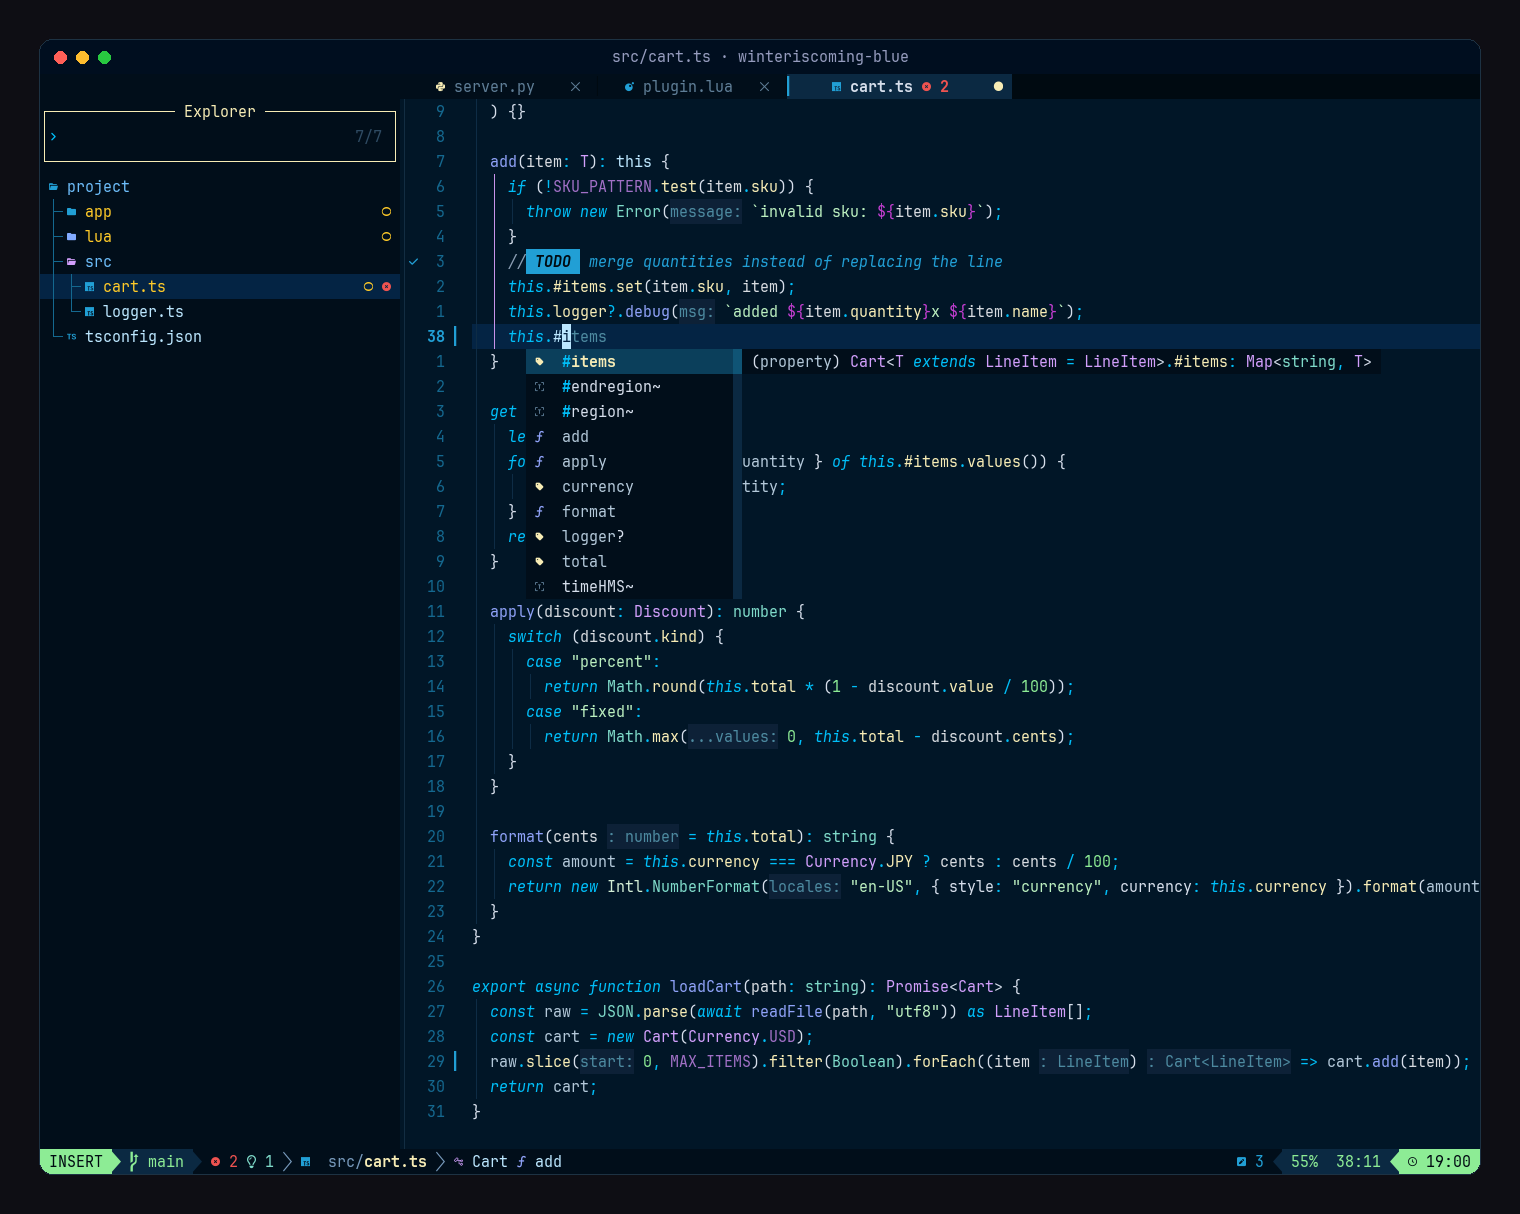 src/cart.ts · winteriscoming-blue
server.py plugin.lua cart.ts 2
Explorer
› 7/7
project
app
lua
src
cart.ts
logger.ts
TS tsconfig.json
9 ) {}
8
7 add(item: T): this {
6 if (!SKU_PATTERN.test(item.sku)) {
5 throw new Error(message: `invalid sku: ${item.sku}`);
4 }
3 // TODO merge quantities instead of replacing the line
2 this.#items.set(item.sku, item);
1 this.logger?.debug(msg: `added ${item.quantity}x ${item.name}`);
38 this.#items
1 } #items (property) Cart<T extends LineItem = LineItem>.#items: Map<string, T>
2 #endregion~
3 get #region~
4 le add
5 fo apply uantity } of this.#items.values()) {
6 currency tity;
7 } format
8 re logger?
9 } total
10 timeHMS~
11 apply(discount: Discount): number {
12 switch (discount.kind) {
13 case "percent":
14 return Math.round(this.total * (1 - discount.value / 100));
15 case "fixed":
16 return Math.max(...values: 0, this.total - discount.cents);
17 }
18 }
19
20 format(cents : number = this.total): string {
21 const amount = this.currency === Currency.JPY ? cents : cents / 100;
22 return new Intl.NumberFormat(locales: "en-US", { style: "currency", currency: this.currency }).format(amount
23 }
24 }
25
26 export async function loadCart(path: string): Promise<Cart> {
27 const raw = JSON.parse(await readFile(path, "utf8")) as LineItem[];
28 const cart = new Cart(Currency.USD);
29 raw.slice(start: 0, MAX_ITEMS).filter(Boolean).forEach((item : LineItem) : Cart<LineItem> => cart.add(item));
30 return cart;
31 }
INSERT main 2 1 src/cart.ts Cart add 3 55% 38:11 19:00